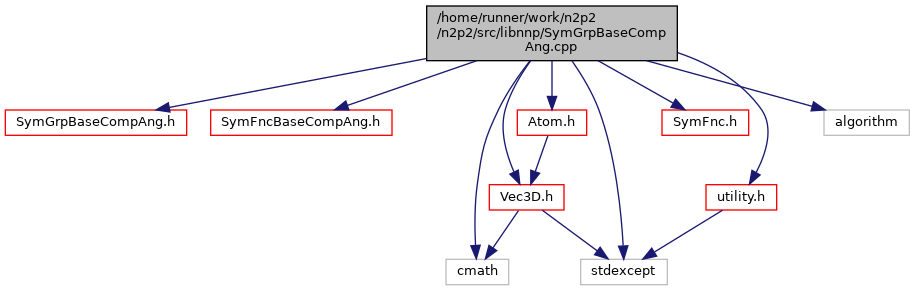 /home/runner/work/n2p2
/n2p2/src/libnnp/SymGrpBaseComp
Ang.cpp
SymGrpBaseCompAng.h
SymFncBaseCompAng.h
Atom.h
SymFnc.h
algorithm
Vec3D.h
utility.h
cmath
stdexcept